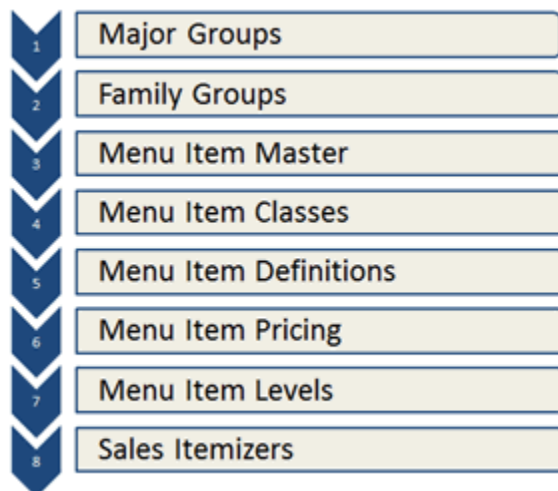 1 Major Groups
2 Family Groups
3 Menu Item Master
4 Menu Item Classes
5 Menu Item Definitions
6 Menu Item Pricing
7 Menu Item Levels
8 Sales Itemizers